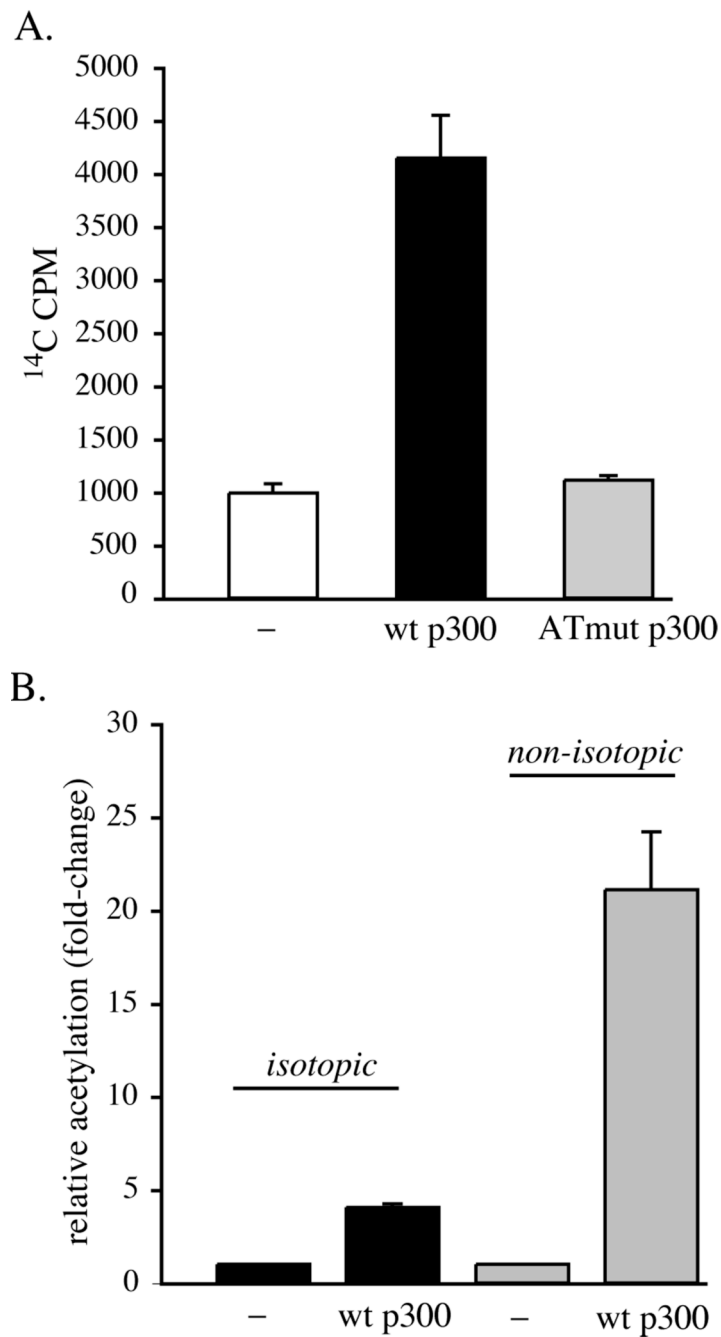 A.
5000
4500
4000
3500
3000
2500
2000
1500
1000
500
0
¹⁴C CPM
– wt p300 ATmut p300
B.
30
25
20
15
10
5
0
relative acetylation (fold-change)
non-isotopic
isotopic
– wt p300 – wt p300